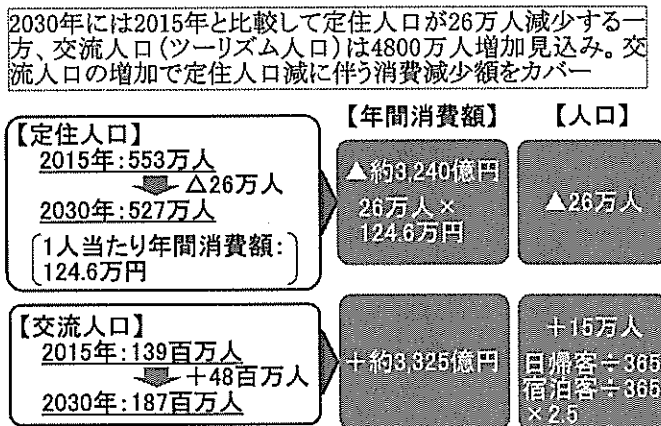 2030年には2015年と比較して定住人口が26万人減少する一
方、交流人口(ツーリズム人口)は4800万人増加見込み。交
流人口の増加で定住人口減に伴う消費減少額をカバー
【年間消費額】
【人口】
【定住人口】
2015年:553万人
△26万人
2030年:527万人
1人当たり年間消費額:
124.6万円
▲約3,240億円
26万人×
124.6万円
▲26万人
【交流人口】
2015年:139百万人
+48百万人
2030年:187百万人
+約3,325億円
+15万人
日帰客÷365
宿泊客÷365
×2.5